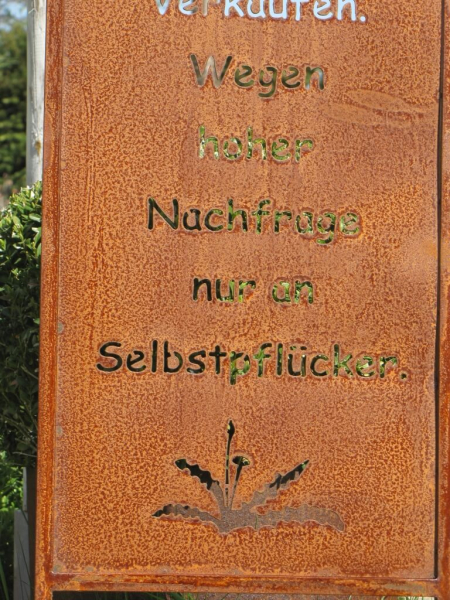 verkaufen.
Wegen
hoher
Nachfrage
nur an
Selbstpflücker.